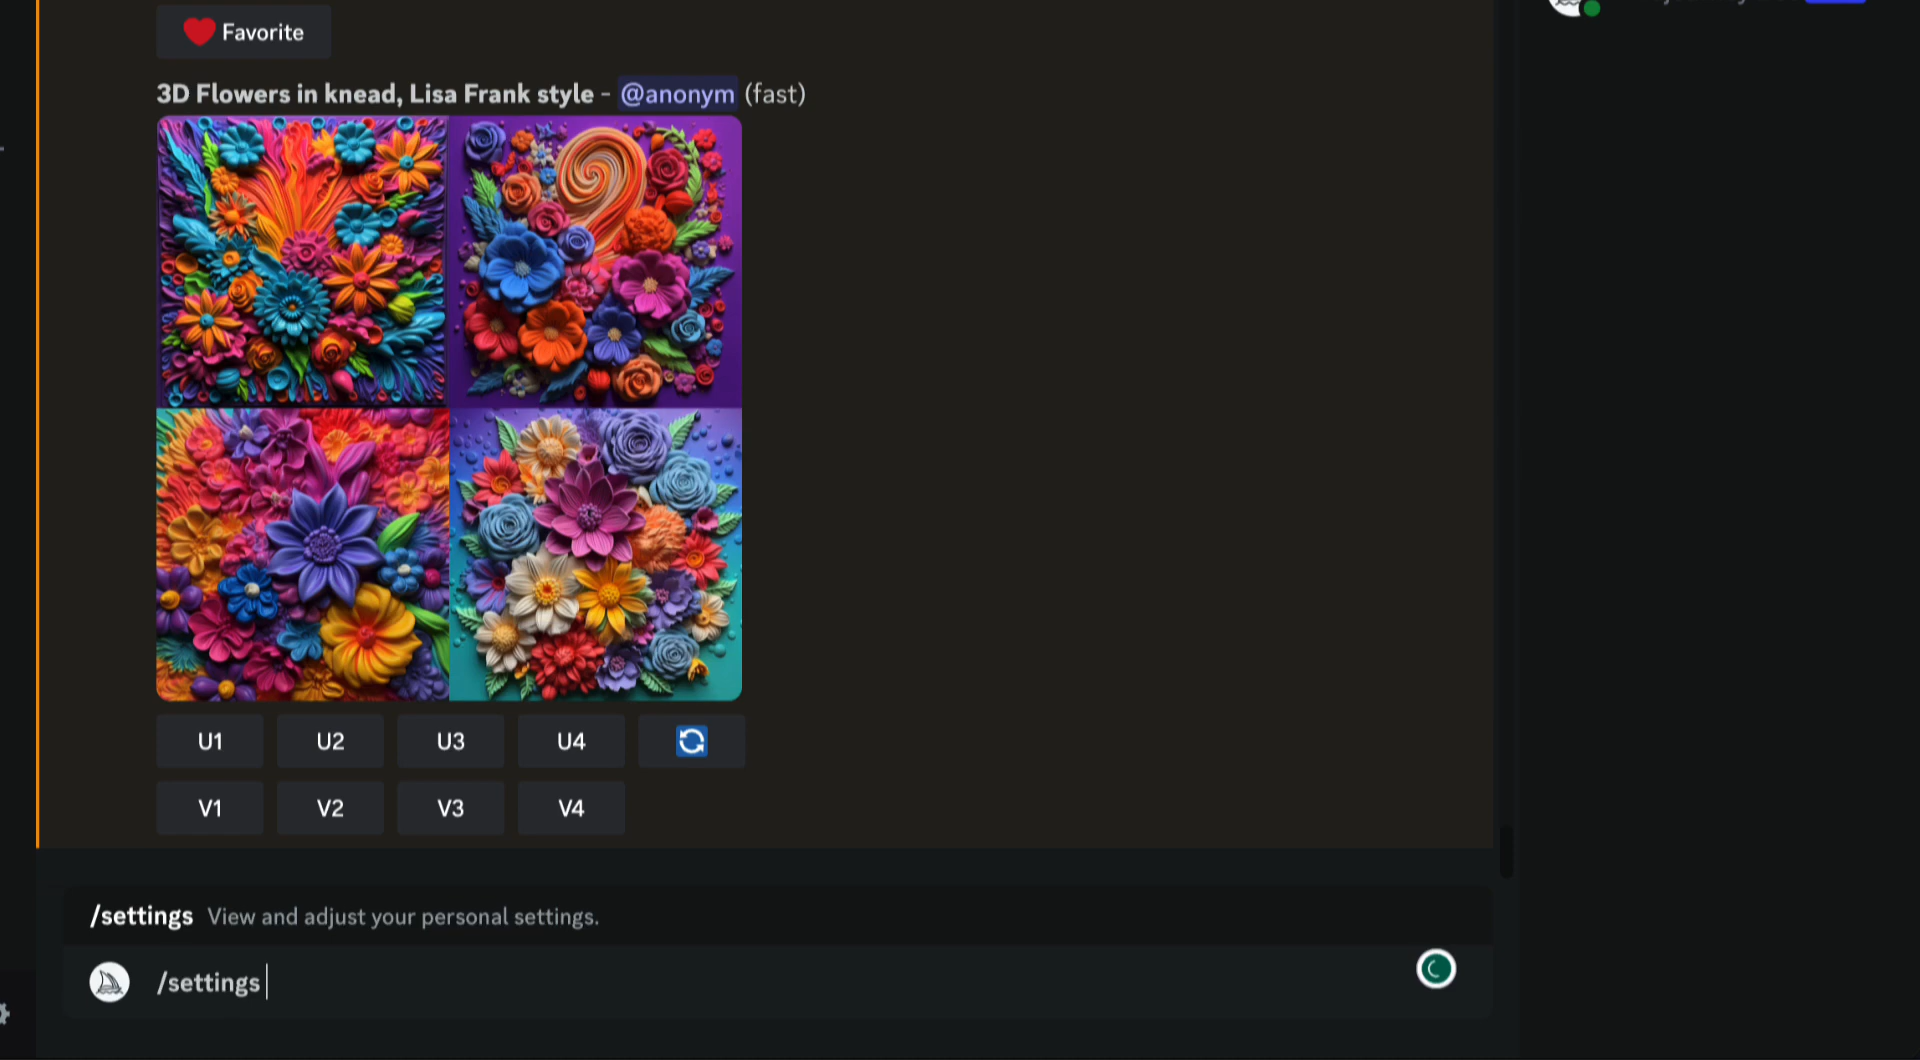 Favorite
3D Flowers in knead, Lisa Frank style - @anonym (fast)
U1 U2 U3 U4
V1 V2 V3 V4
/settings View and adjust your personal settings.
/settings